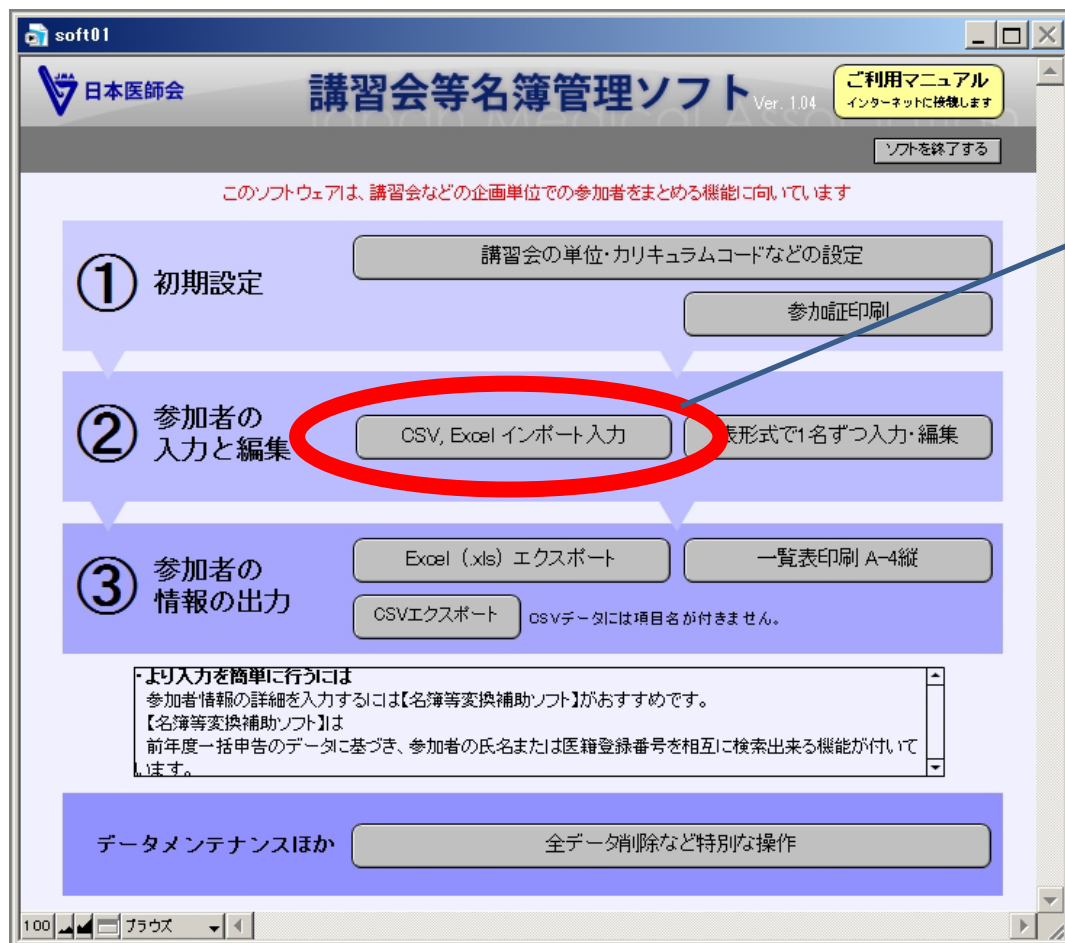 soft01
日本医師会
講習会等名簿管理ソフト Ver. 1.04
ご利用マニュアル
インターネットに接続します
ソフトを終了する
このソフトウェアは、講習会などの企画単位での参加者をまとめる機能に向いています
① 初期設定
講習会の単位・カリキュラムコードなどの設定
参加証印刷
② 参加者の
入力と編集
CSV, Excel インポート入力
表形式で1名ずつ入力・編集
③ 参加者の
情報の出力
Excel（.xls）エクスポート
一覧表印刷 A-4縦
CSVエクスポート
CSVデータには項目名が付きません。
・より入力を簡単に行うには
参加者情報の詳細を入力するには【名簿等変換補助ソフト】がおすすめです。
【名簿等変換補助ソフト】は
前年度一括申告のデータに基づき、参加者の氏名または医籍登録番号を相互に検索出来る機能が付いて
います。
データメンテナンスほか
全データ削除など特別な操作
100
ブラウズ